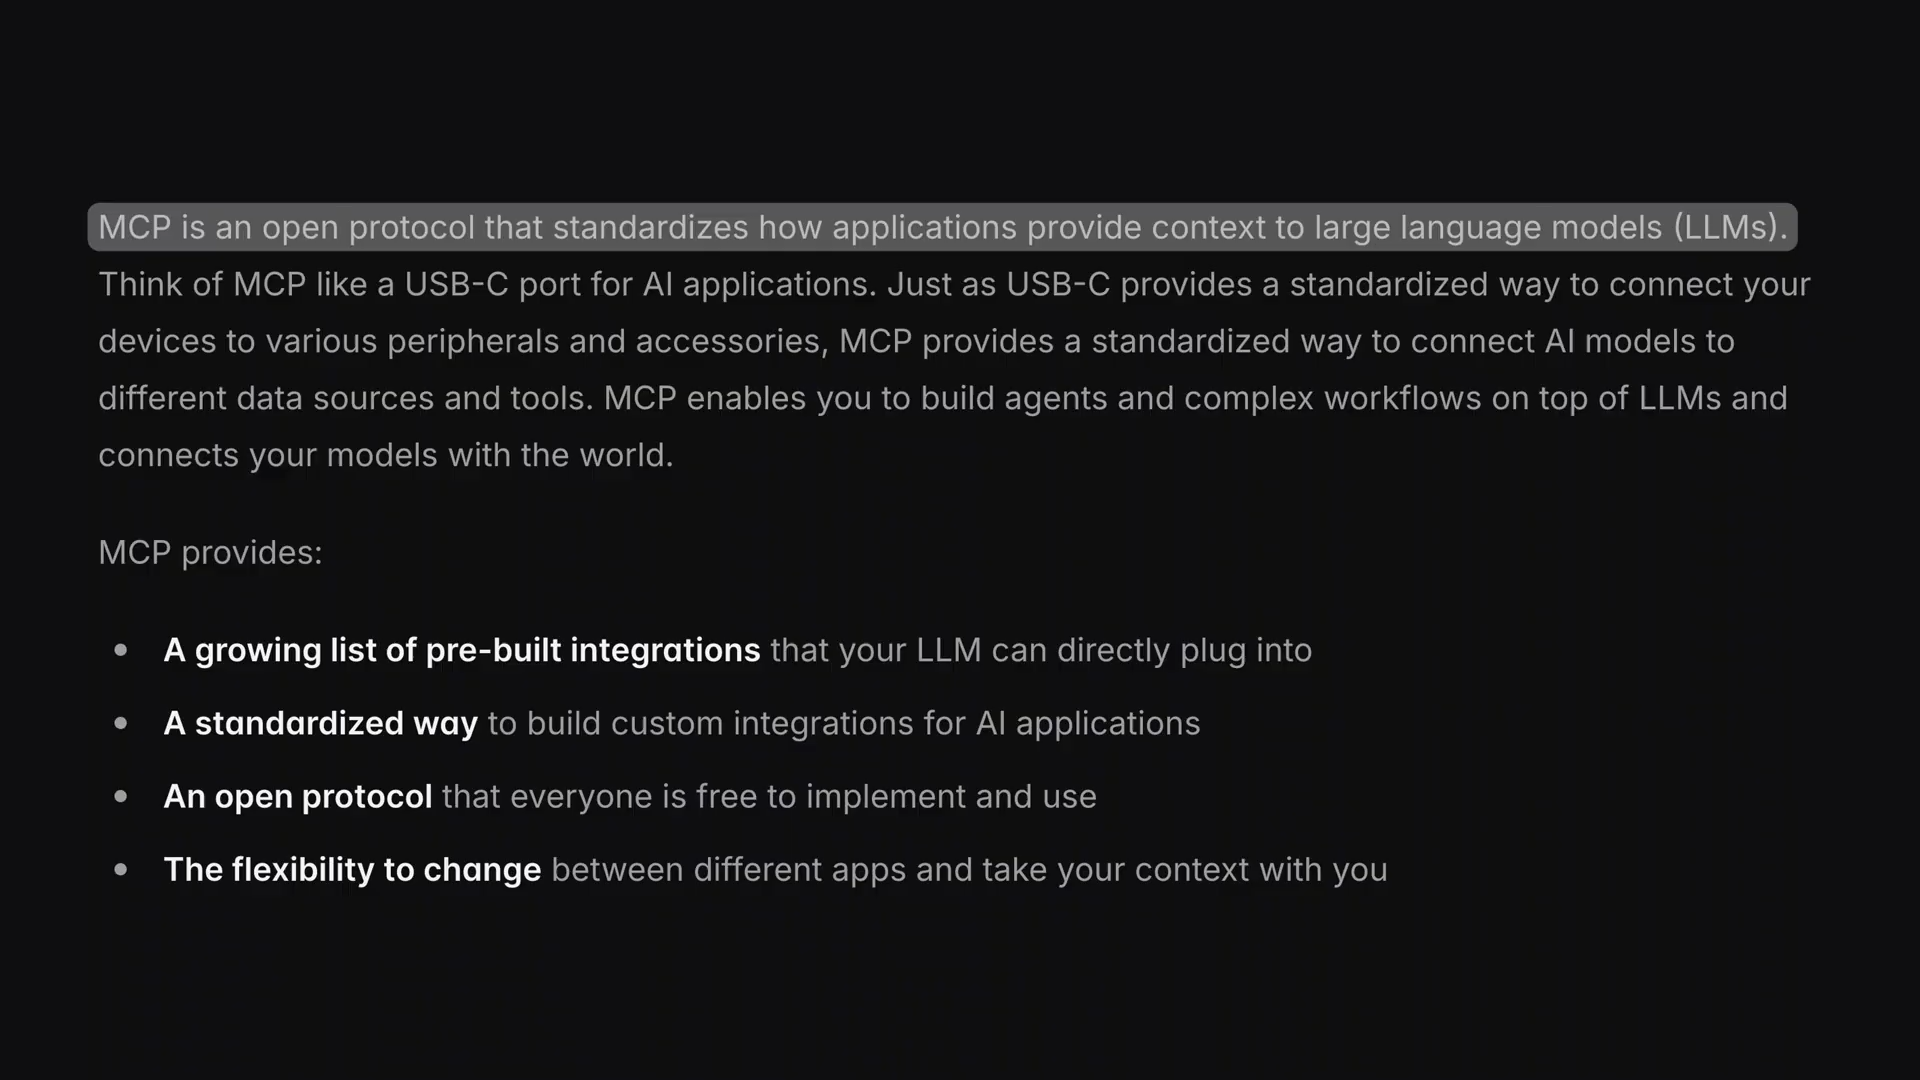 MCP is an open protocol that standardizes how applications provide context to large language models (LLMs).
Think of MCP like a USB-C port for AI applications. Just as USB-C provides a standardized way to connect your
devices to various peripherals and accessories, MCP provides a standardized way to connect AI models to
different data sources and tools. MCP enables you to build agents and complex workflows on top of LLMs and
connects your models with the world.
MCP provides:
• A growing list of pre-built integrations that your LLM can directly plug into
• A standardized way to build custom integrations for AI applications
• An open protocol that everyone is free to implement and use
• The flexibility to change between different apps and take your context with you